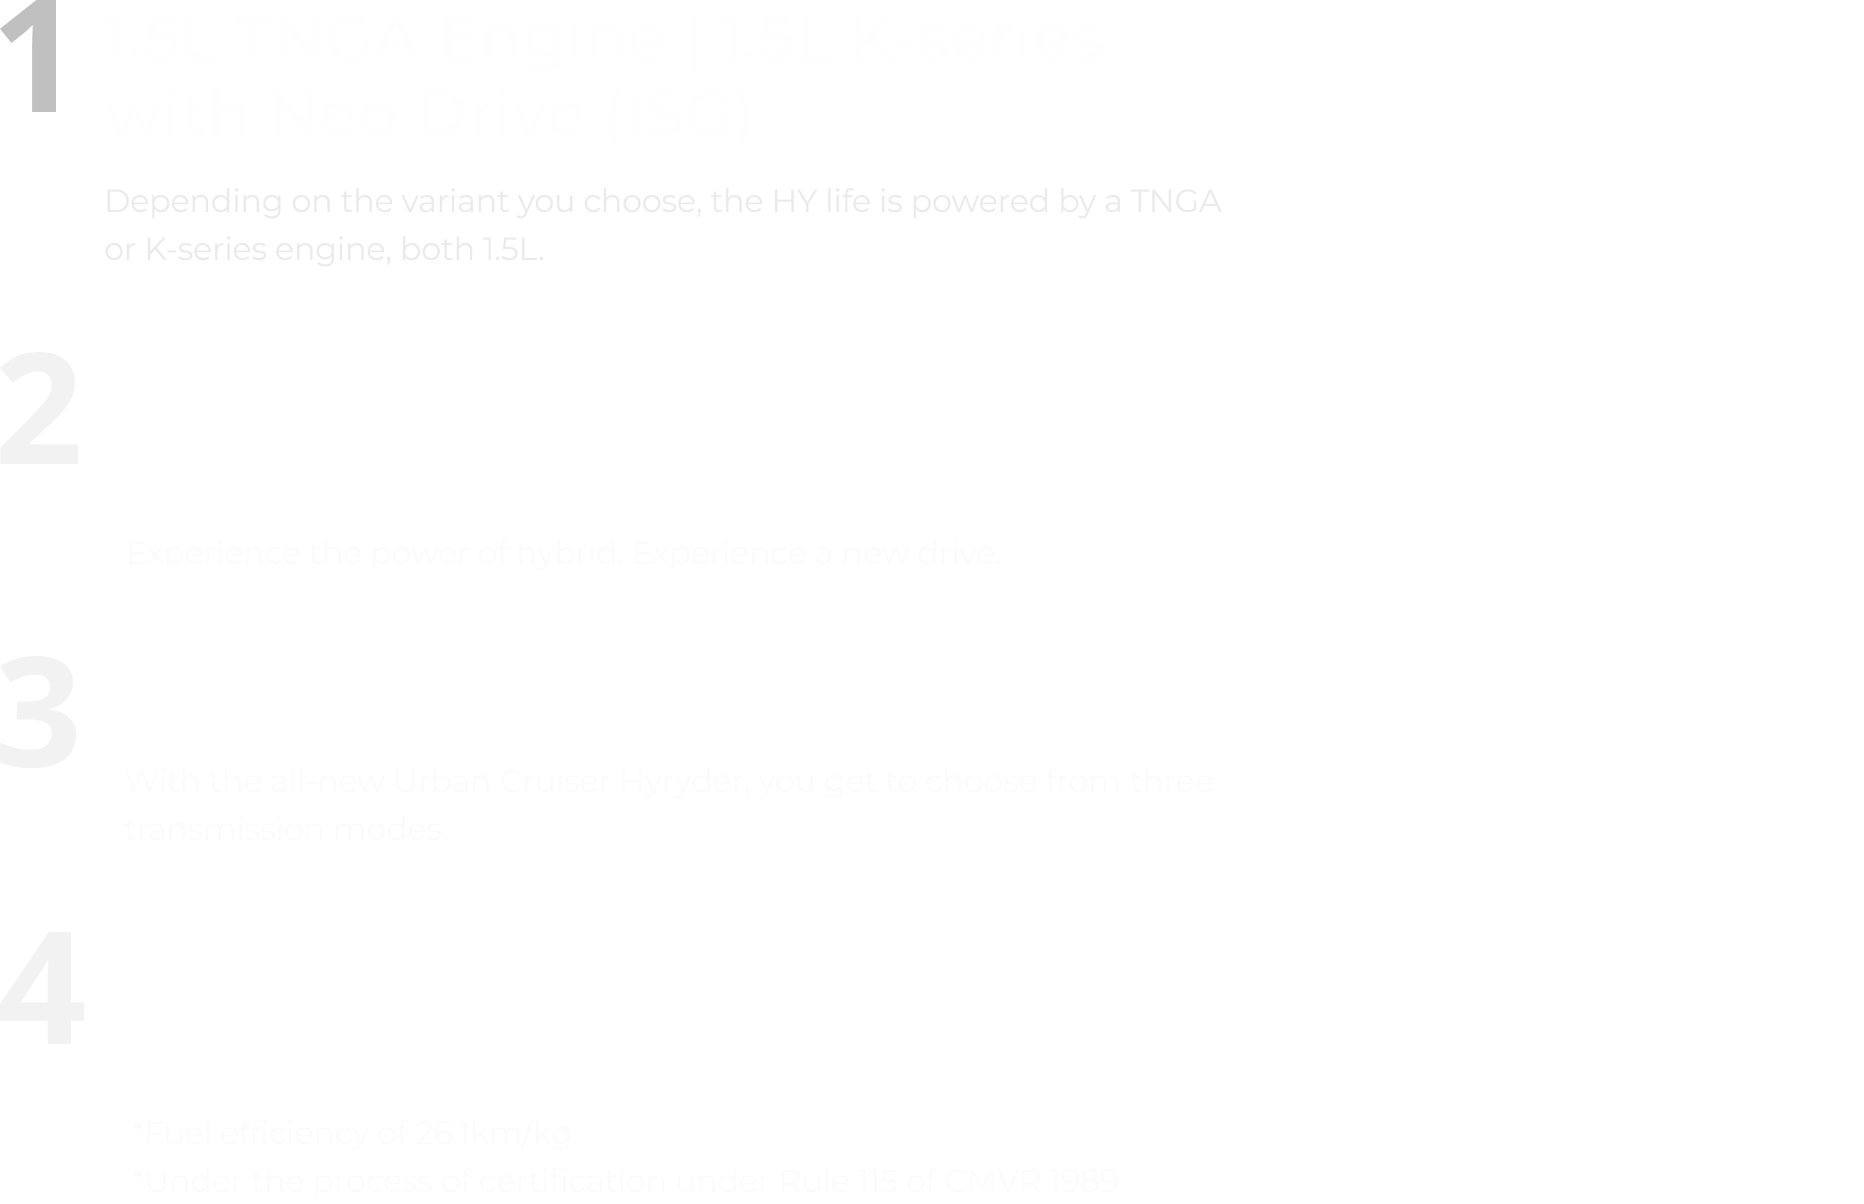 1
1.5L TNGA Engine | 1.5L K-series
with Neo Drive (ISG)
Depending on the variant you choose, the HY life is powered by a TNGA
or K-series engine, both 1.5L.
2
Experience the power of hybrid. Experience a new drive.
3
With the all-new Urban Cruiser Hyryder, you get to choose from three
transmission modes.
4
*Fuel efficiency of 26.1km/kg.
*Under the process of certification under Rule 115 of CMVR 1989